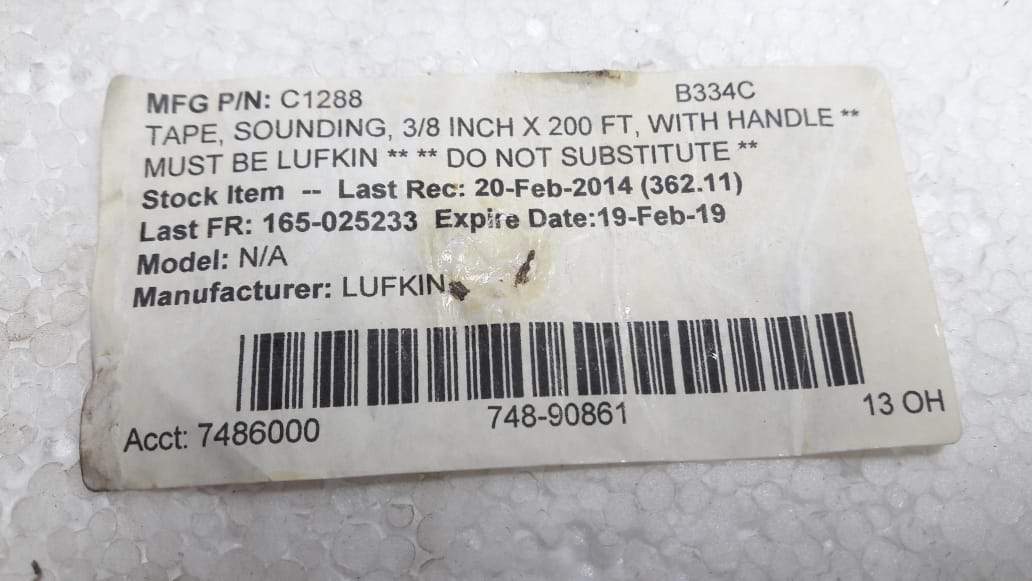 MFG P/N: C1288 B334C
TAPE, SOUNDING, 3/8 INCH X 200 FT, WITH HANDLE **
MUST BE LUFKIN ** ** DO NOT SUBSTITUTE **
Stock Item -- Last Rec: 20-Feb-2014 (362.11)
Last FR: 165-025233 Expire Date:19-Feb-19
Model: N/A
Manufacturer: LUFKIN
748-90861
Acct: 7486000 13 OH